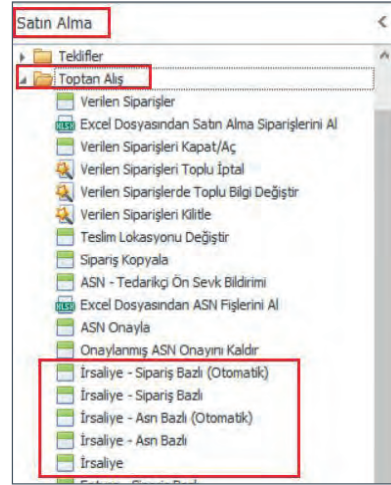 Satın Alma
Teklifler
Toptan Alış
Verilen Siparişler
Excel Dosyasından Satın Alma Siparişlerini Al
Verilen Siparişleri Kapat/Aç
Verilen Siparişleri Toplu İptal
Verilen Siparişlerde Toplu Bilgi Değiştir
Verilen Siparişleri Kilitle
Teslim Lokasyonu Değiştir
Sipariş Kopyala
ASN - Tedarikçi Ön Sevk Bildirimi
Excel Dosyasından ASN Fişlerini Al
ASN Onayla
Onaylanmış ASN Onayını Kaldır
İrsaliye - Sipariş Bazlı (Otomatik)
İrsaliye - Sipariş Bazlı
İrsaliye - Asn Bazlı (Otomatik)
İrsaliye - Asn Bazlı
İrsaliye